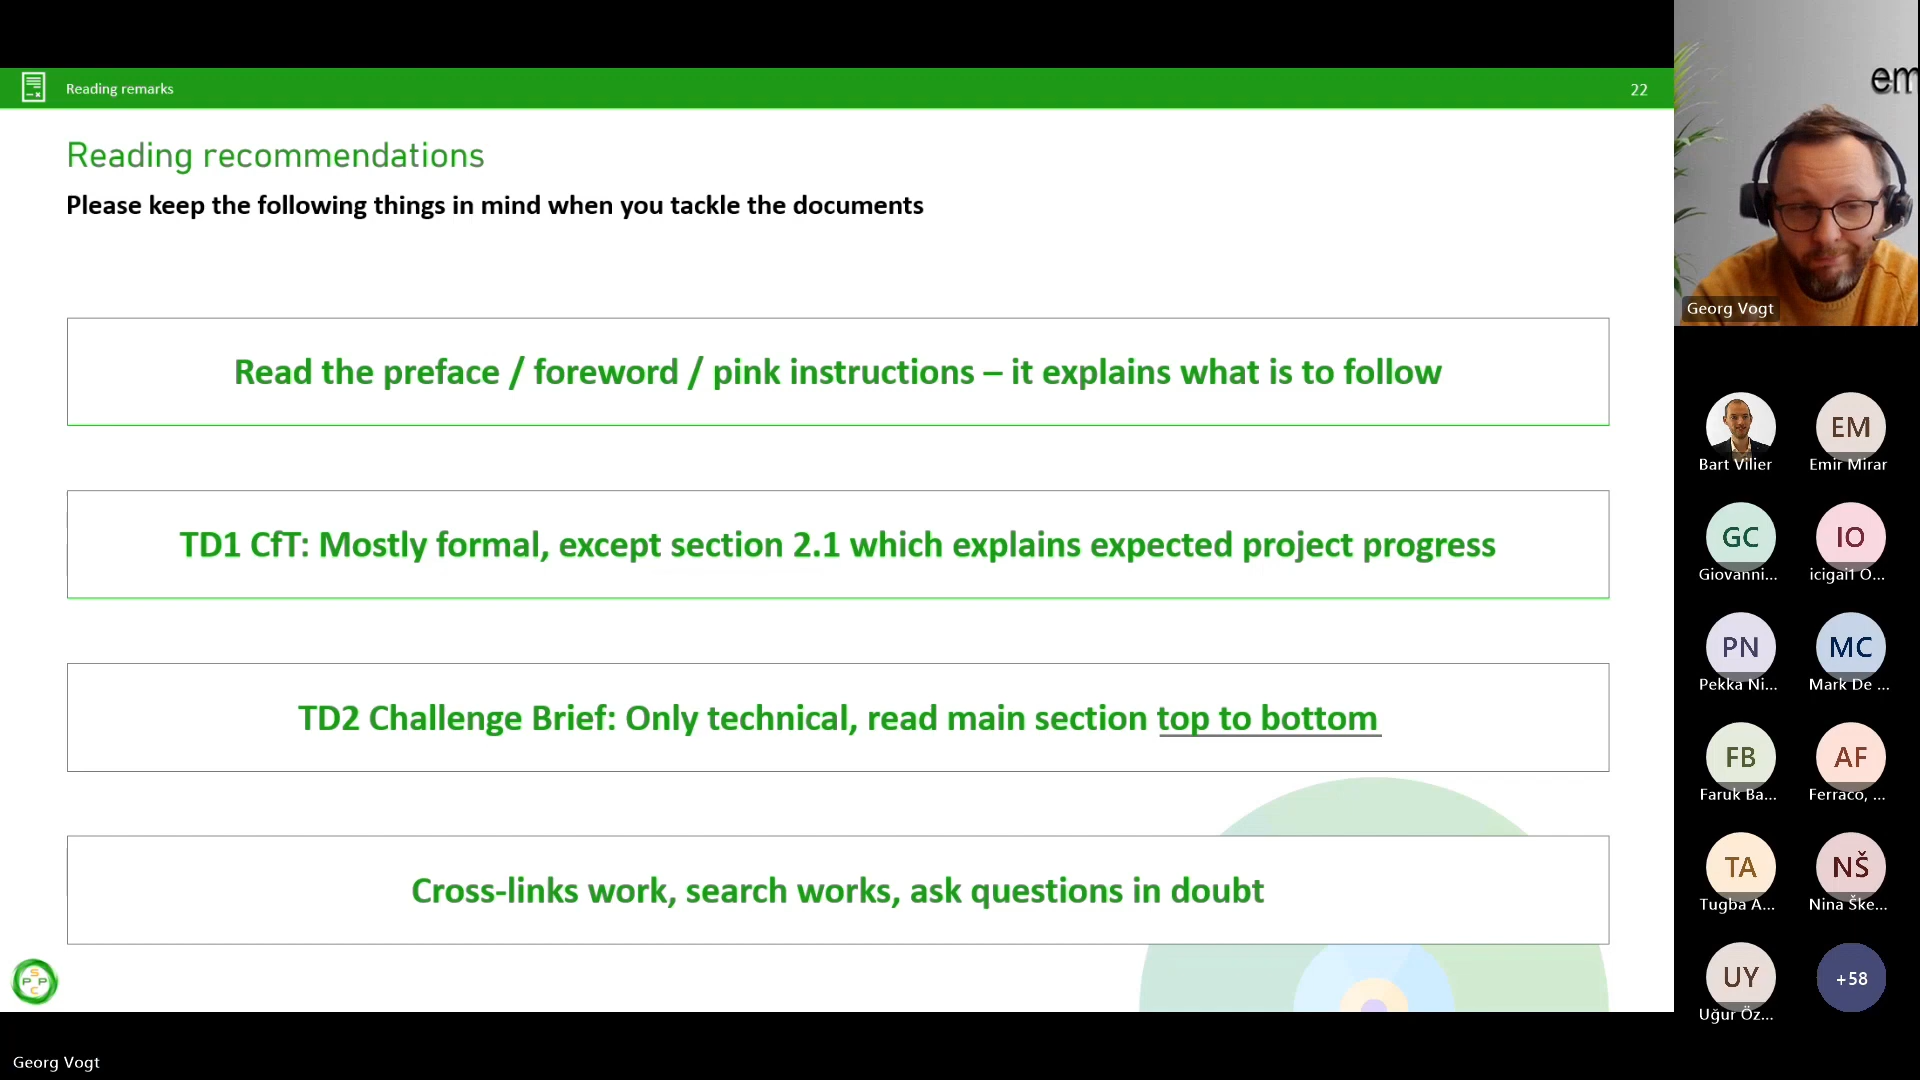 Reading remarks
22
Reading recommendations
Please keep the following things in mind when you tackle the documents
Read the preface / foreword / pink instructions – it explains what is to follow
TD1 CfT: Mostly formal, except section 2.1 which explains expected project progress
TD2 Challenge Brief: Only technical, read main section top to bottom
Cross-links work, search works, ask questions in doubt
S
P P
C
em
Georg Vogt
Bart Vilier
EM
Emir Mirar
GC
Giovanni...
IO
icigai1 O...
PN
Pekka Ni...
MC
Mark De ...
FB
Faruk Ba...
AF
Ferraco, ...
TA
Tugba A...
NŠ
Nina Ške...
UY
Uğur Öz...
+58
Georg Vogt